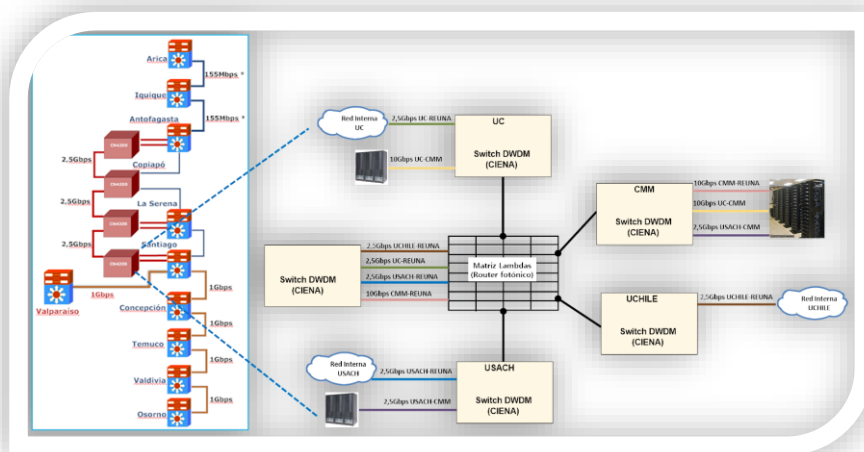 Arica
155Mbps *
Iquique
155Mbps *
Antofagasta
2,5Gbps
Copiapó
2,5Gbps
La Serena
2,5Gbps
Santiago
1Gbps
Valparaiso
1Gbps
Concepción
1Gbps
Temuco
1Gbps
Valdivia
1Gbps
Osorno
Red Interna
UC
2,5Gbps UC-REUNA
10Gbps UC-CMM
UC
Switch DWDM
(CIENA)
CMM
Switch DWDM
(CIENA)
10Gbps CMM-REUNA
10Gbps UC-CMM
2,5Gbps USACH-CMM
Switch DWDM
(CIENA)
2,5Gbps UCHILE-REUNA
2,5Gbps UC-REUNA
2,5Gbps USACH-REUNA
10Gbps CMM-REUNA
Matriz Lambdas
(Router fotónico)
UCHILE
Switch DWDM
(CIENA)
2,5Gbps UCHILE-REUNA
Red Interna
UCHILE
Red Interna
USACH
2,5Gbps USACH-REUNA
2,5Gbps USACH-CMM
USACH
Switch DWDM
(CIENA)